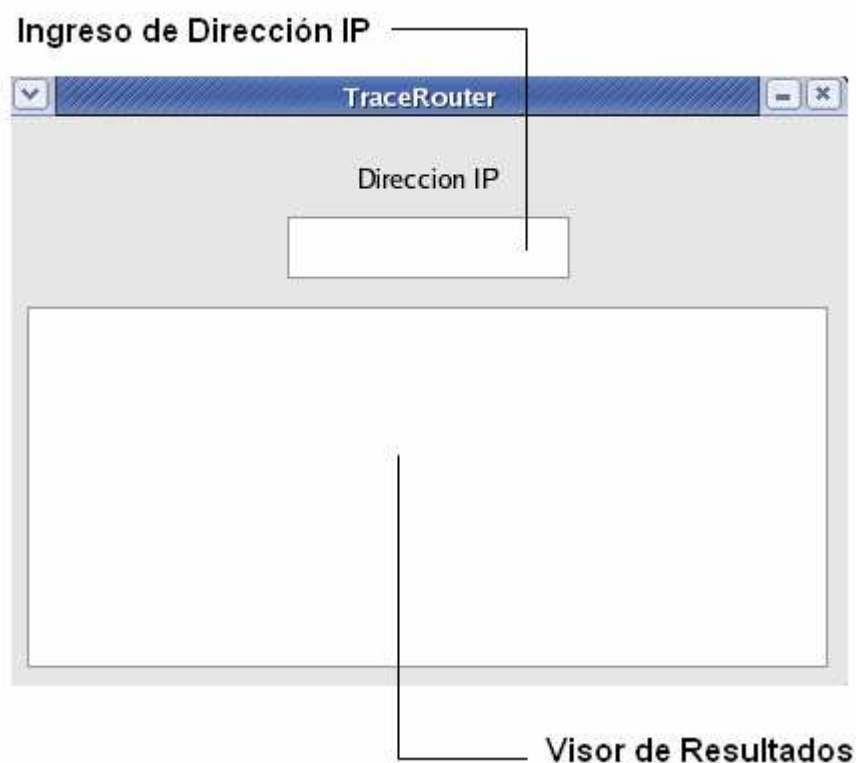 Ingreso de Dirección IP
TraceRouter
Direccion IP
Visor de Resultados